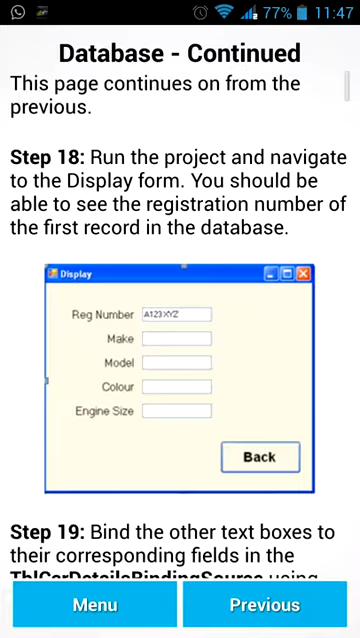 77% 11:47
Database - Continued
This page continues on from the
previous.
Step 18: Run the project and navigate
to the Display form. You should be
able to see the registration number of
the first record in the database.
Display
Reg Number A123XYZ
Make
Model
Colour
Engine Size
Back
Step 19: Bind the other text boxes to
their corresponding fields in the
TblCarDetailsBindingSource using
Menu Previous